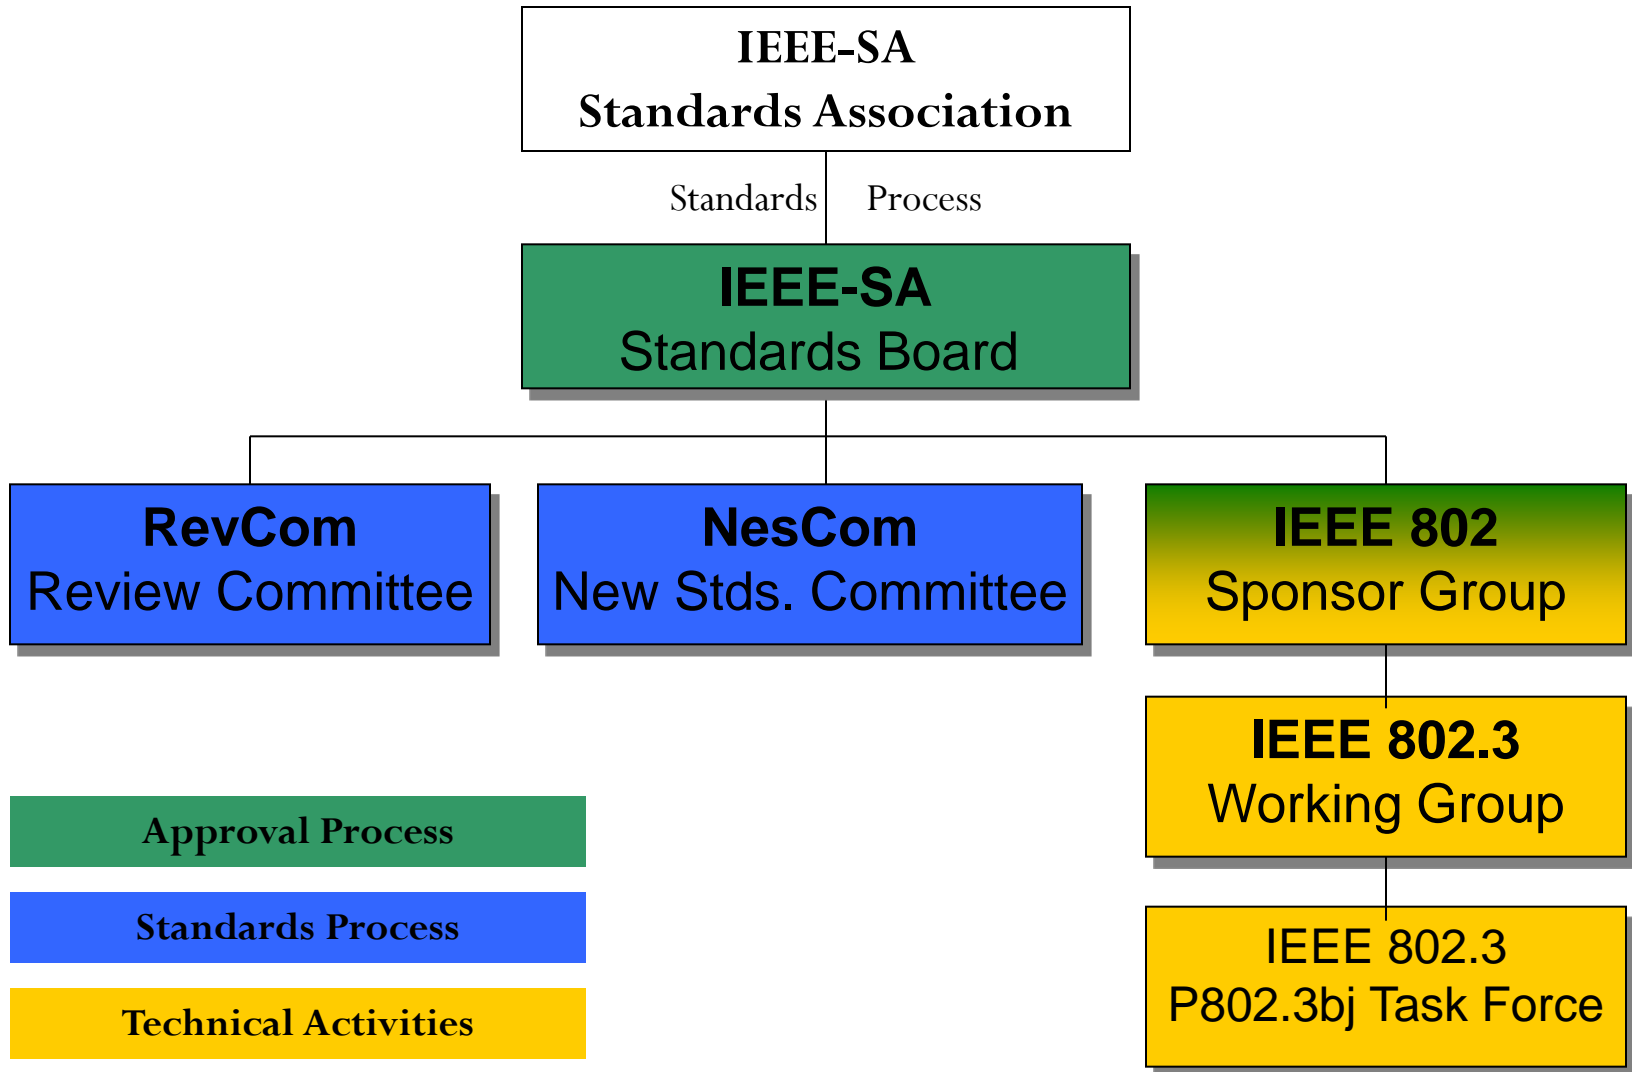 IEEE-SA
Standards Association
Standards Process
IEEE-SA
Standards Board
RevCom
Review Committee
NesCom
New Stds. Committee
IEEE 802
Sponsor Group
IEEE 802.3
Working Group
IEEE 802.3
P802.3bj Task Force
Approval Process
Standards Process
Technical Activities